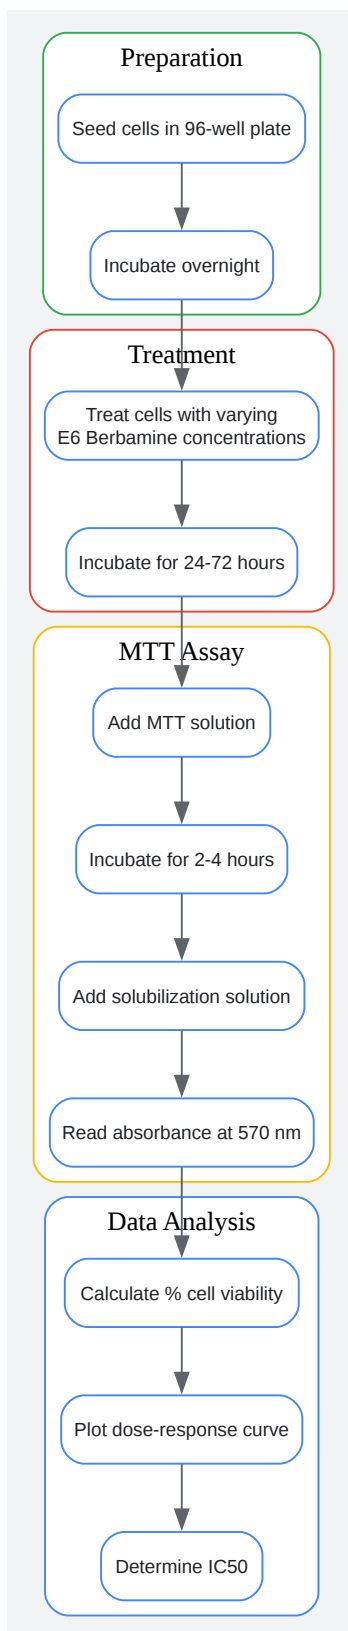 Preparation
Seed cells in 96-well plate
Incubate overnight
Treatment
Treat cells with varying
E6 Berbamine concentrations
Incubate for 24-72 hours
MTT Assay
Add MTT solution
Incubate for 2-4 hours
Add solubilization solution
Read absorbance at 570 nm
Data Analysis
Calculate % cell viability
Plot dose-response curve
Determine IC50